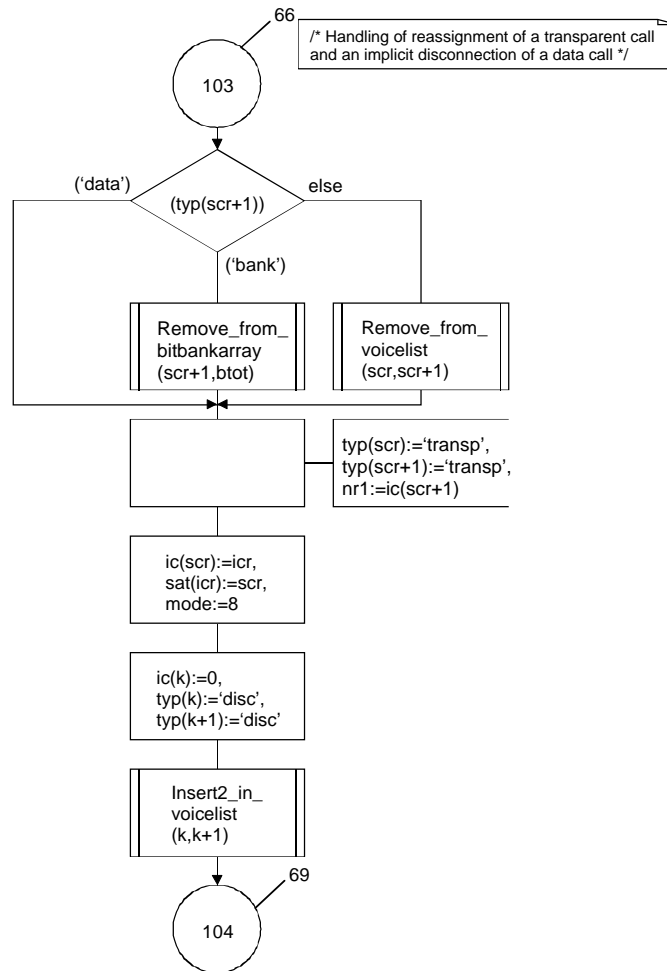 66
/* Handling of reassignment of a transparent call
and an implicit disconnection of a data call */
103
(‘data’)
(typ(scr+1))
else
(‘bank’)
Remove_from_
bitbankarray
(scr+1,btot)
Remove_from_
voicelist
(scr,scr+1)
typ(scr):=‘transp’,
typ(scr+1):=‘transp’,
nr1:=ic(scr+1)
ic(scr):=icr,
sat(icr):=scr,
mode:=8
ic(k):=0,
typ(k):=‘disc’,
typ(k+1):=‘disc’
Insert2_in_
voicelist
(k,k+1)
69
104